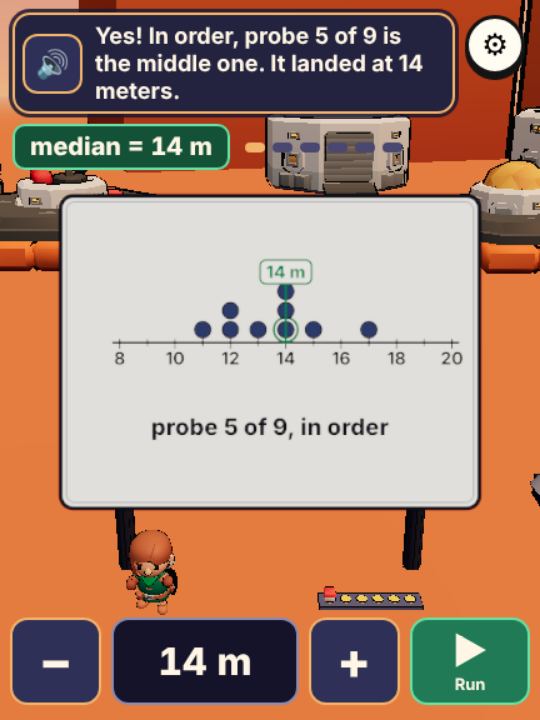 Yes! In order, probe 5 of 9 is
the middle one. It landed at 14
meters.
median = 14 m
14 m
8 10 12 14 16 18 20
probe 5 of 9, in order
14 m
Run